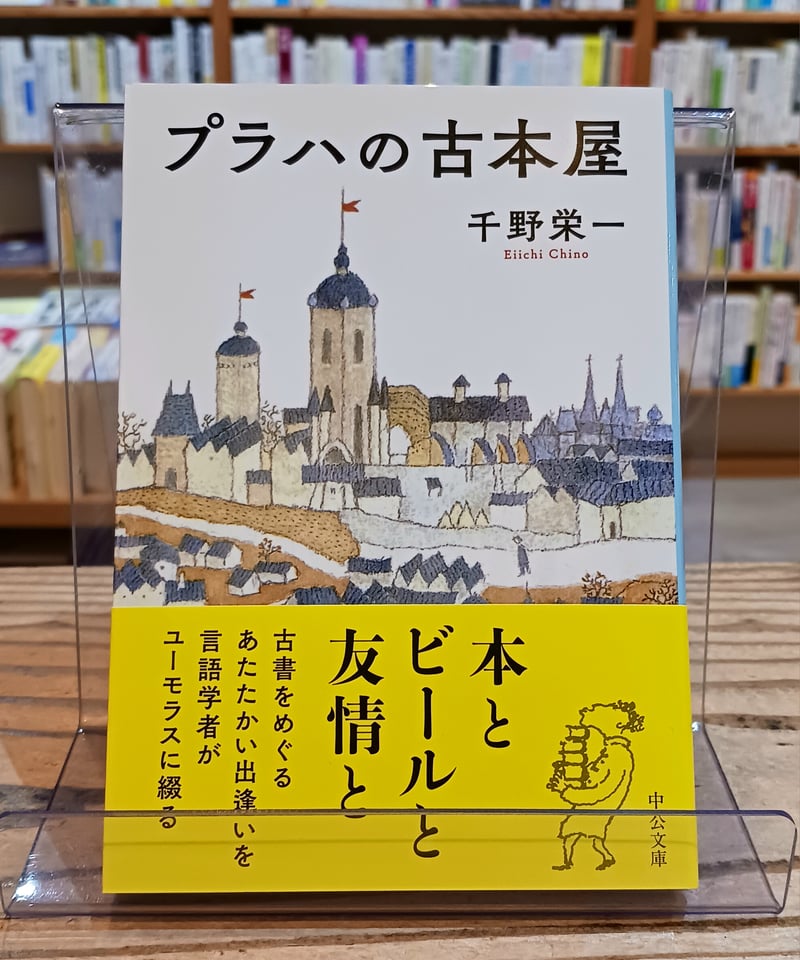 プラハの古本屋
千野栄一
Eiichi Chino
本と
ビールと
友情と
古書をめぐる
あたたかい出逢いを
言語学者が
ユーモラスに綴る
中公文庫